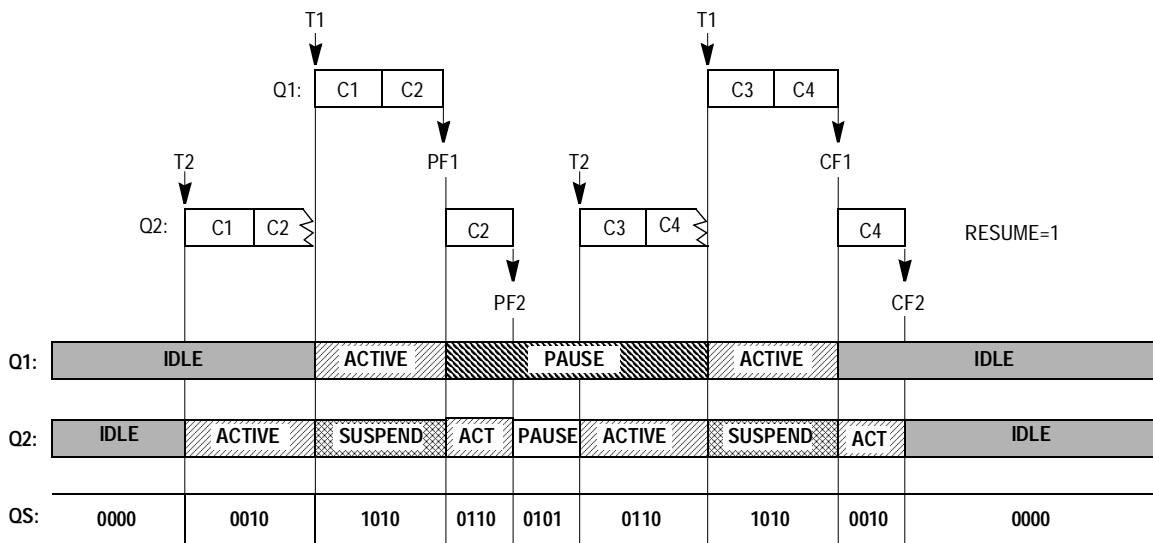 T1 T1
Q1: C1 C2 C3 C4
T2 PF1 T2 CF1
Q2: C1 C2 C2 C3 C4 C4 RESUME=1
PF2 CF2
Q1: IDLE ACTIVE PAUSE ACTIVE IDLE
Q2: IDLE ACTIVE SUSPEND ACT PAUSE ACTIVE SUSPEND ACT IDLE
QS: 0000 0010 1010 0110 0101 0110 1010 0010 0000